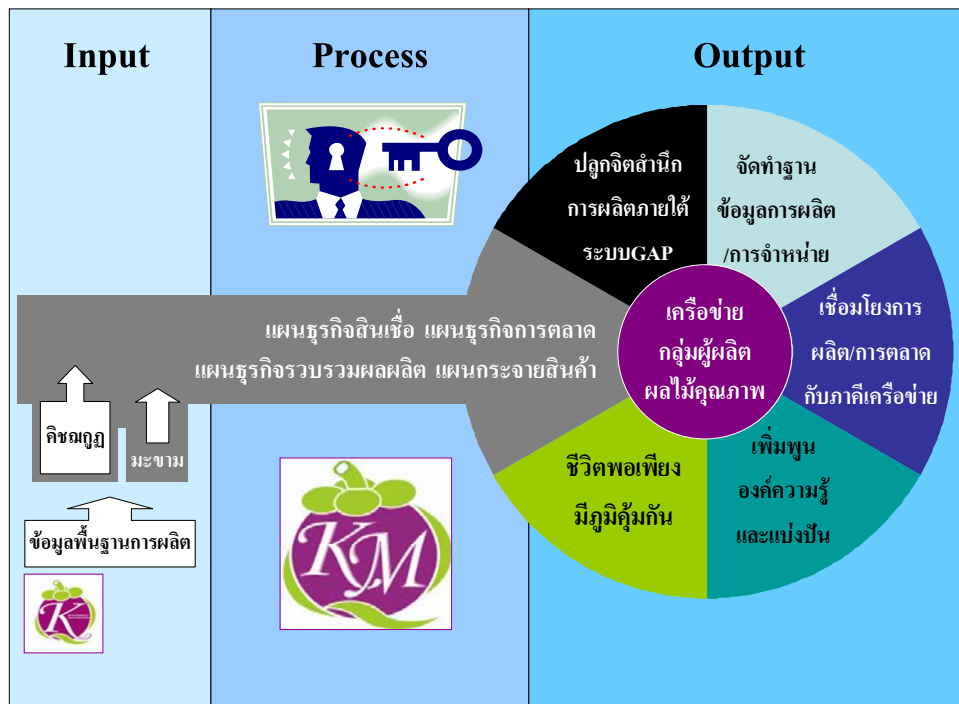 Input
Process
Output
ปลูกจิตสำนึก
การผลิตภายใต้
ระบบGAP
จัดทำฐาน
ข้อมูลการผลิต
/การจำหน่าย
แผนธุรกิจสินเชื่อ แผนธุรกิจการตลาด
แผนธุรกิจรวบรวมผลผลิต แผนกระจายสินค้า
เครือข่าย
กลุ่มผู้ผลิต
ผลไม้คุณภาพ
เชื่อมโยงการ
ผลิต/การตลาด
กับภาคีเครือข่าย
คิชฌกูฏ
มะขาม
ชีวิตพอเพียง
มีภูมิคุ้มกัน
เพิ่มพูน
องค์ความรู้
และแบ่งปัน
ข้อมูลพื้นฐานการผลิต
KM
K